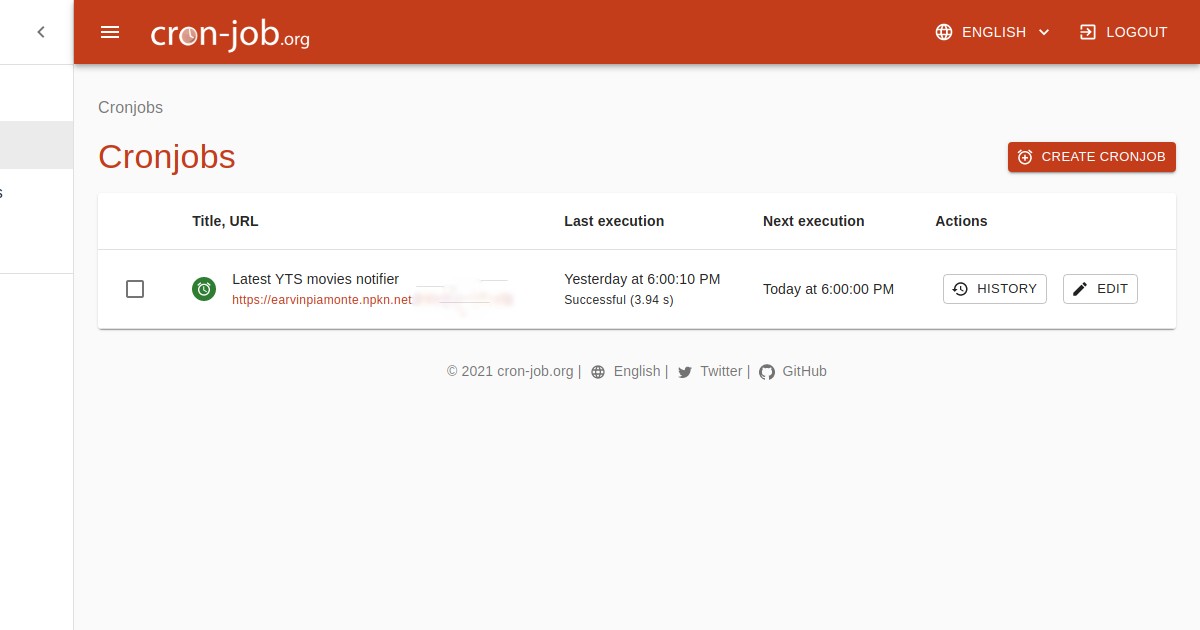 cron-job.org
ENGLISH
LOGOUT
Cronjobs
Cronjobs
CREATE CRONJOB
Title, URL
Last execution
Next execution
Actions
Latest YTS movies notifier
https://earvinpiamonte.npkn.net
Yesterday at 6:00:10 PM
Successful (3.94 s)
Today at 6:00:00 PM
HISTORY
EDIT
© 2021 cron-job.org | English | Twitter | GitHub